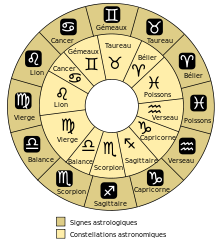 Gémeaux
Taureau
Bélier
Poissons
Verseau
Capricorne
Sagittaire
Scorpion
Balance
Vierge
Lion
Cancer
Taureau
Bélier
Poissons
Verseau
Capricorne
Sagittaire
Scorpion
Balance
Vierge
Lion
Cancer
Gémeaux
Signes astrologiques
Constellations astronomiques